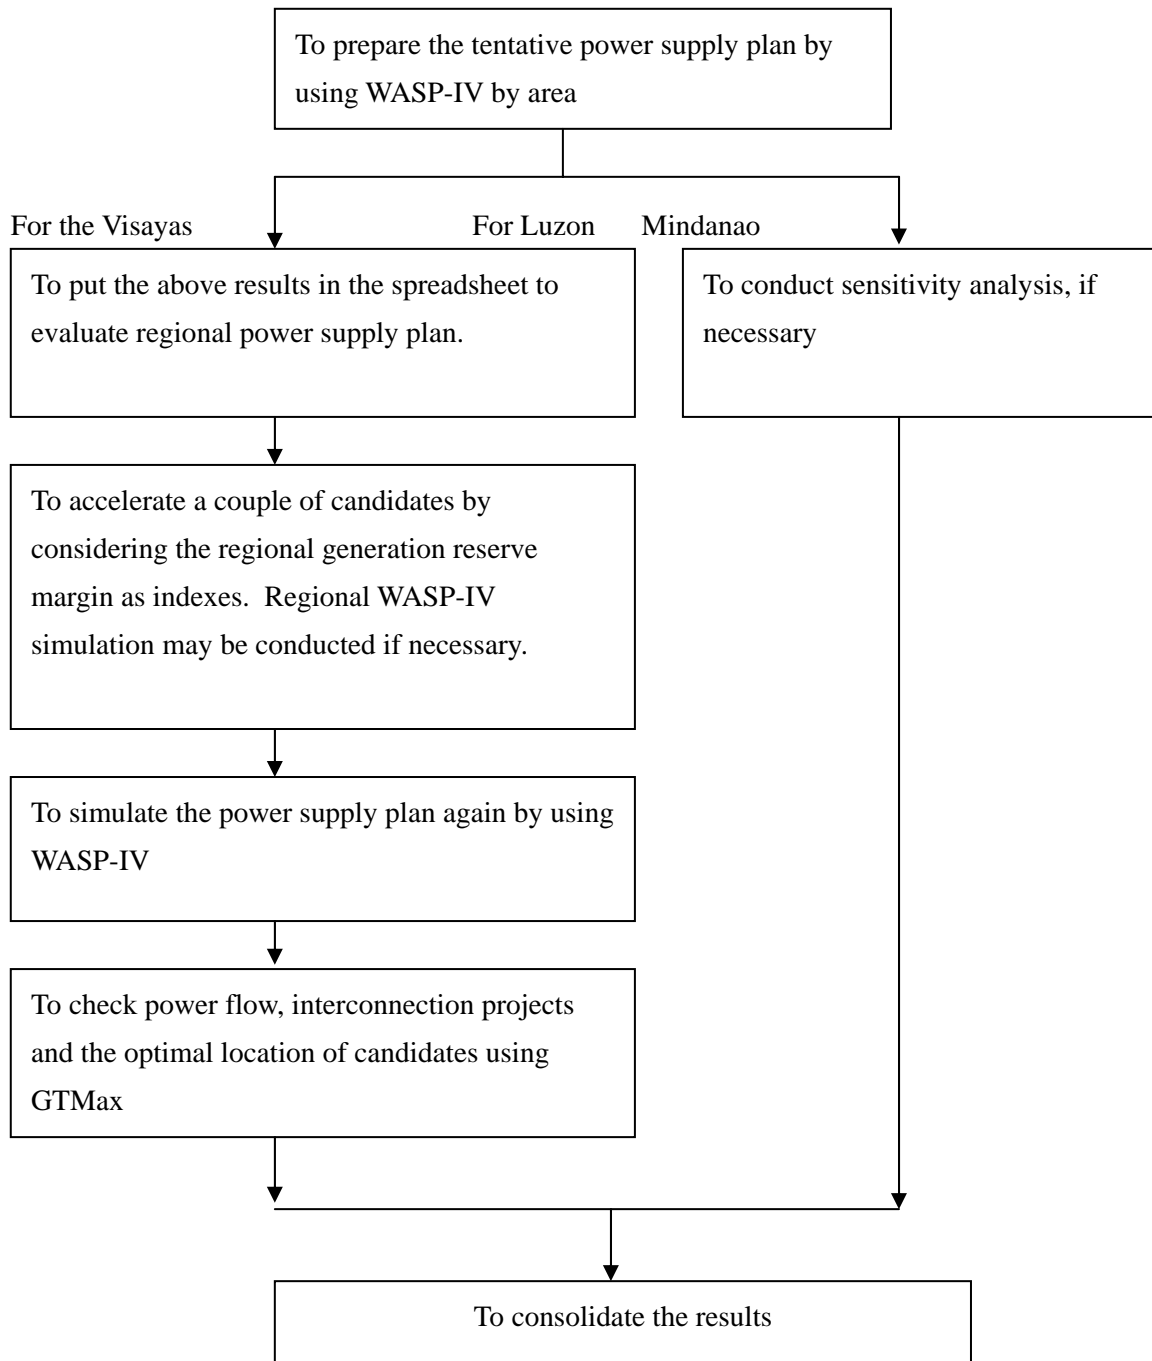 To prepare the tentative power supply plan by
using WASP-IV by area
For the Visayas
For Luzon Mindanao
To put the above results in the spreadsheet to
evaluate regional power supply plan.
To conduct sensitivity analysis, if
necessary
To accelerate a couple of candidates by
considering the regional generation reserve
margin as indexes.  Regional WASP-IV
simulation may be conducted if necessary.
To simulate the power supply plan again by using
WASP-IV
To check power flow, interconnection projects
and the optimal location of candidates using
GTMax
To consolidate the results